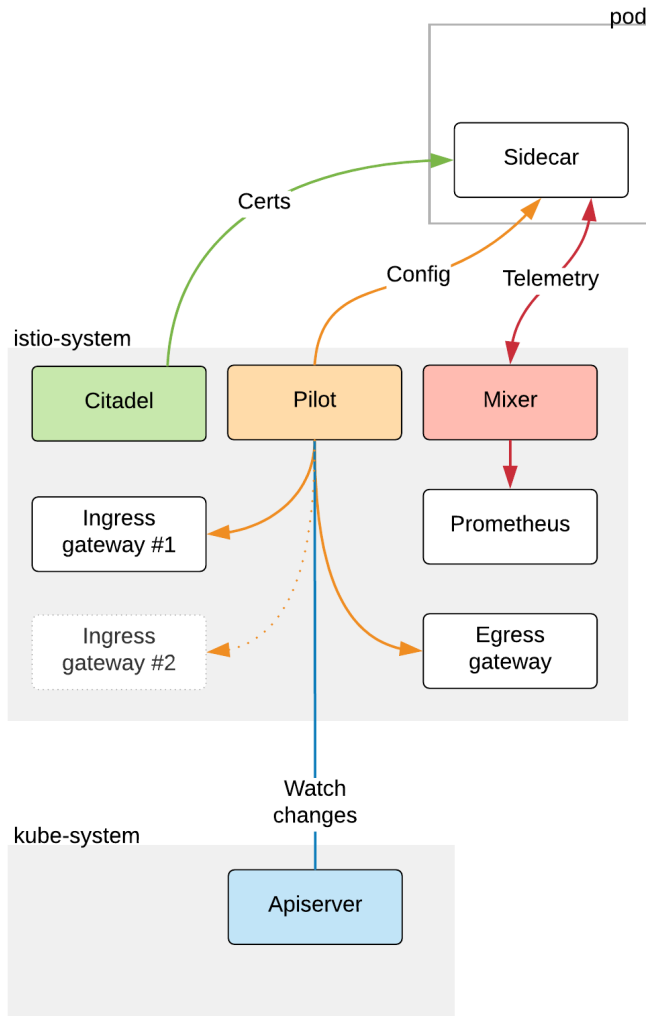 pod
Sidecar
Certs
Config
Telemetry
istio-system
Citadel
Pilot
Mixer
Ingress
gateway #1
Prometheus
Ingress
gateway #2
Egress
gateway
Watch
changes
kube-system
Apiserver